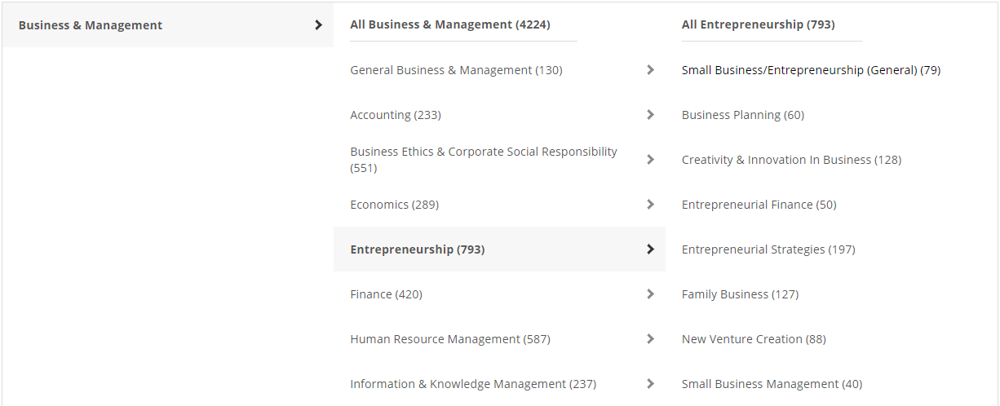 Business & Management
All Business & Management (4224)
General Business & Management (130)
Accounting (233)
Business Ethics & Corporate Social Responsibility
(551)
Economics (289)
Entrepreneurship (793)
Finance (420)
Human Resource Management (587)
Information & Knowledge Management (237)
All Entrepreneurship (793)
Small Business/Entrepreneurship (General) (79)
Business Planning (60)
Creativity & Innovation In Business (128)
Entrepreneurial Finance (50)
Entrepreneurial Strategies (197)
Family Business (127)
New Venture Creation (88)
Small Business Management (40)